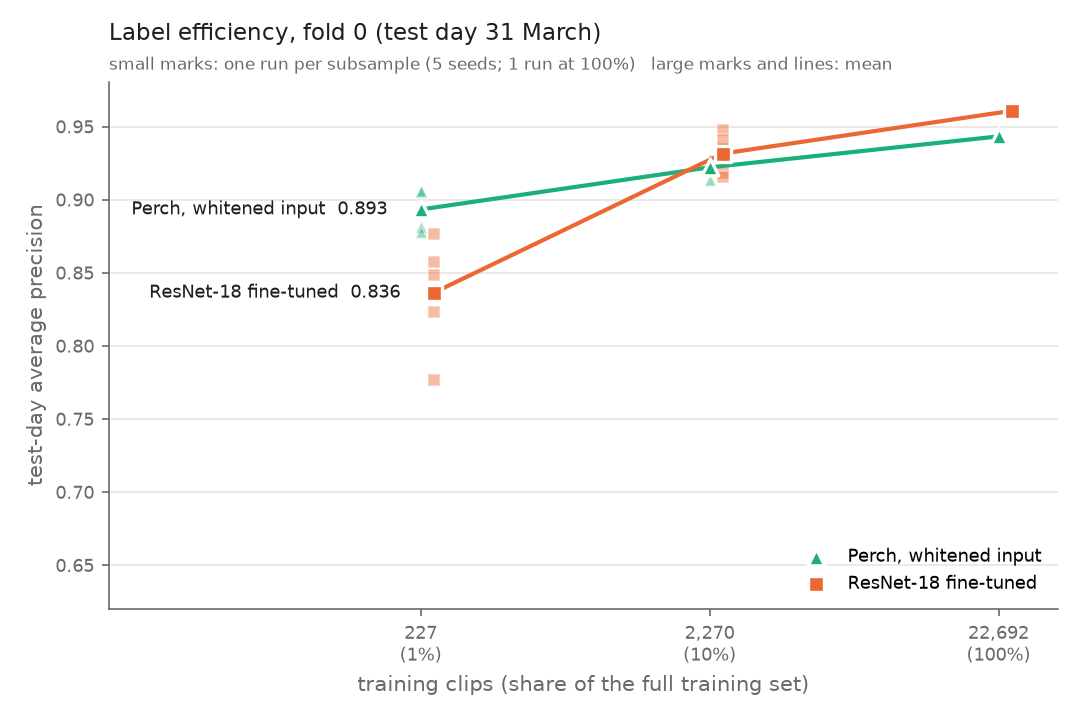 Label efficiency, fold 0 (test day 31 March)
small marks: one run per subsample (5 seeds; 1 run at 100%)   large marks and lines: mean
test-day average precision
0.95
0.90
Perch, whitened input  0.893
0.85
ResNet-18 fine-tuned  0.836
0.80
0.75
0.70
0.65
Perch, whitened input
ResNet-18 fine-tuned
227
(1%)
2,270
(10%)
22,692
(100%)
training clips (share of the full training set)